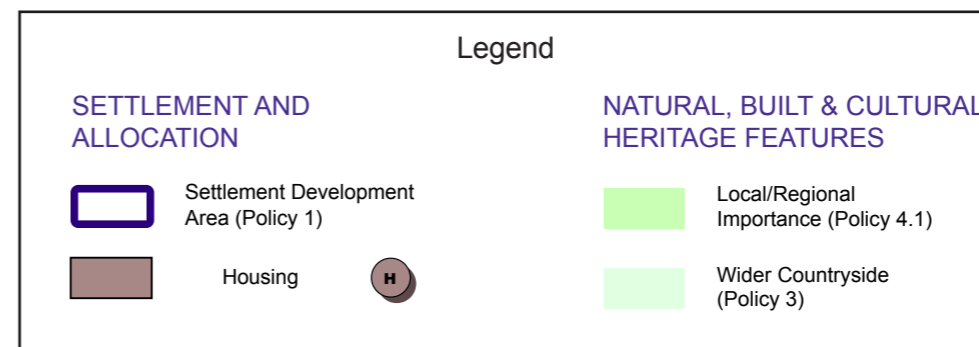 Legend
SETTLEMENT AND
ALLOCATION
Settlement Development
Area (Policy 1)
Housing
H
NATURAL, BUILT & CULTURAL
HERITAGE FEATURES
Local/Regional
Importance (Policy 4.1)
Wider Countryside
(Policy 3)